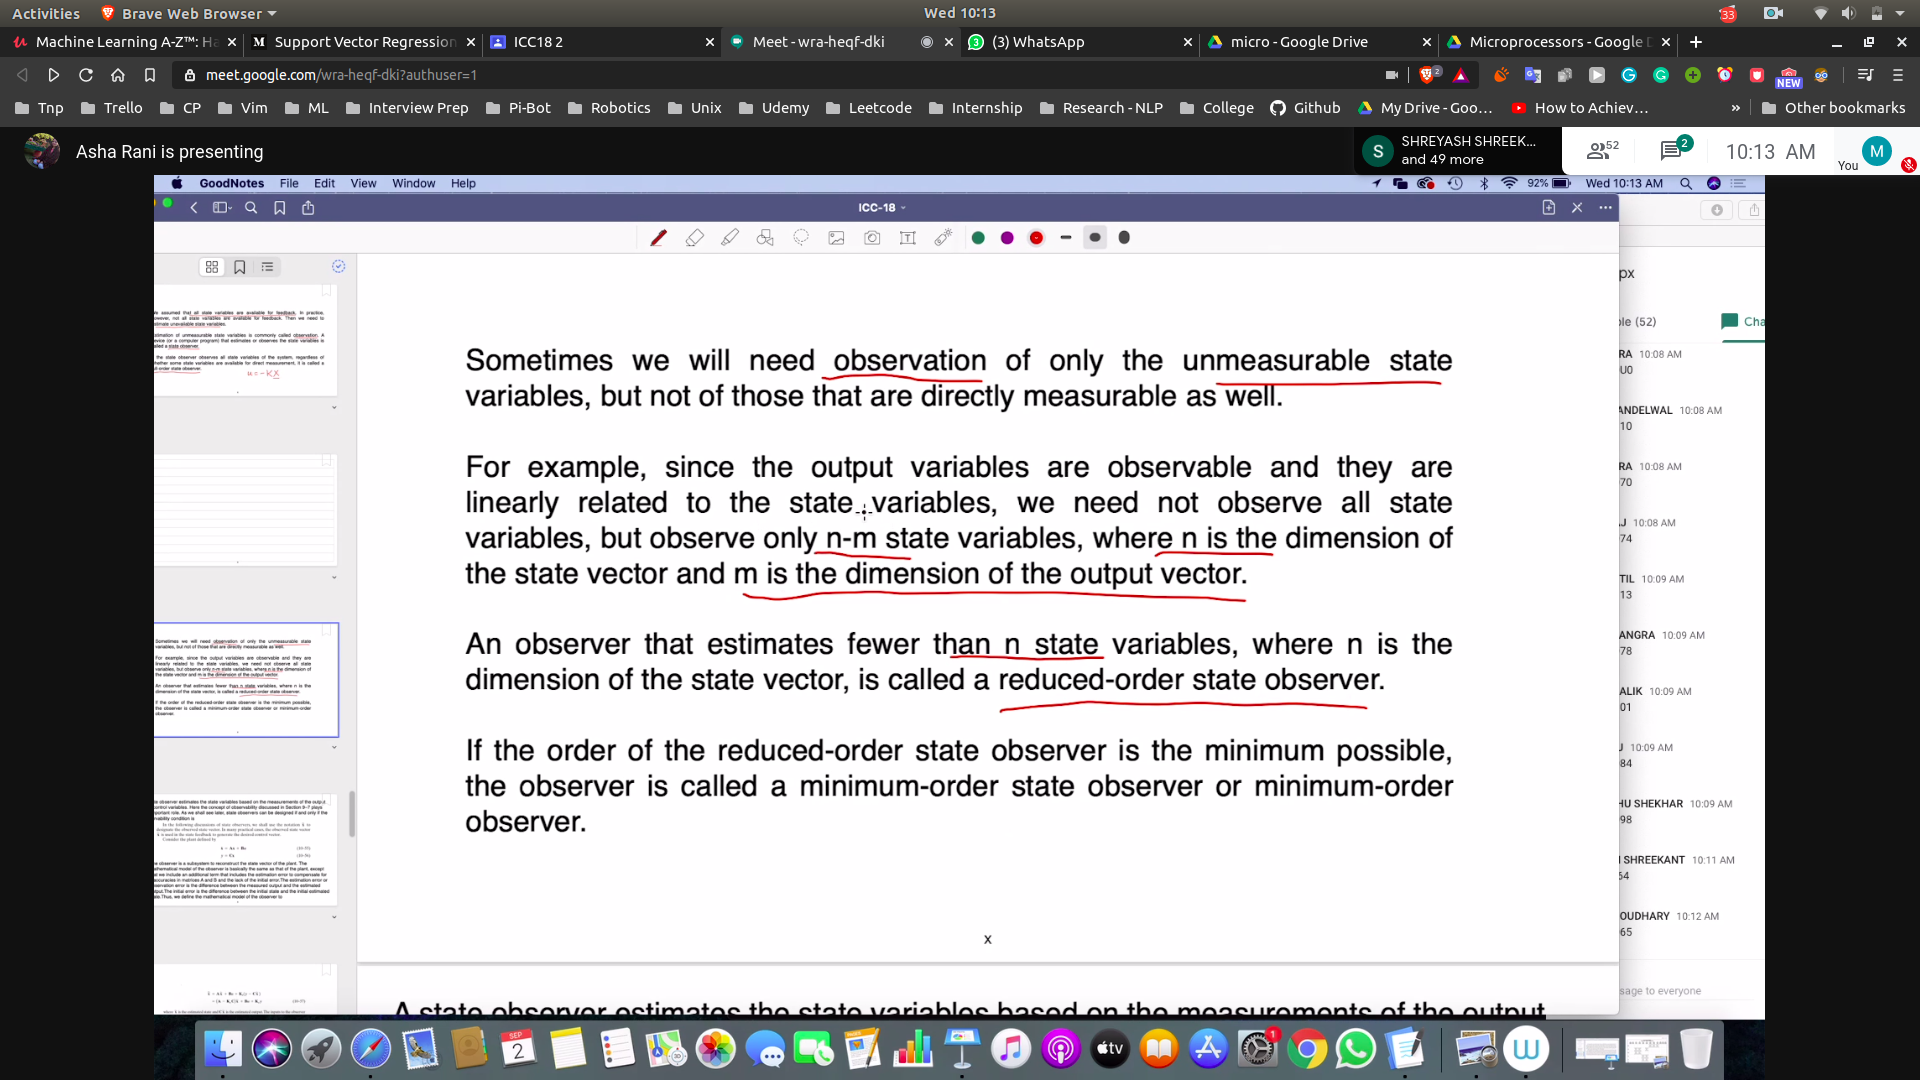 Activities
Brave Web Browser
Wed 10:13
33
Machine Learning A-Z™: Ha
Support Vector Regression
ICC18 2
Meet - wra-heqf-dki
(3) WhatsApp
micro - Google Drive
Microprocessors - Google D
meet.google.com/wra-heqf-dki?authuser=1
2
NEW
Tnp
Trello
CP
Vim
ML
Interview Prep
Pi-Bot
Robotics
Unix
Udemy
Leetcode
Internship
Research - NLP
College
Github
My Drive - Goo...
How to Achiev...
»
Other bookmarks
Asha Rani is presenting
S
SHREYASH SHREEK...
and 49 more
52
2
10:13 AM
You
M
GoodNotes File Edit View Window Help
92%
Wed 10:13 AM
ICC-18
Sometimes we will need observation of only the unmeasurable state
variables, but not of those that are directly measurable as well.
For example, since the output variables are observable and they are
linearly related to the state variables, we need not observe all state
variables, but observe only n-m state variables, where n is the dimension of
the state vector and m is the dimension of the output vector.
An observer that estimates fewer than n state variables, where n is the
dimension of the state vector, is called a reduced-order state observer.
If the order of the reduced-order state observer is the minimum possible,
the observer is called a minimum-order state observer or minimum-order
observer.
x
A state observer estimates the state variables based on the measurements of the output
u = -Kx
px
le (52)
Cha
RA 10:08 AM
U0
ANDELWAL 10:08 AM
10
RA 10:08 AM
70
AJ 10:08 AM
74
TIL 10:09 AM
13
ANGRA 10:09 AM
78
ALIK 10:09 AM
01
U 10:09 AM
84
HU SHEKHAR 10:09 AM
98
I SHREEKANT 10:11 AM
64
OUDHARY 10:12 AM
65
sage to everyone
SEP
2
tv
1